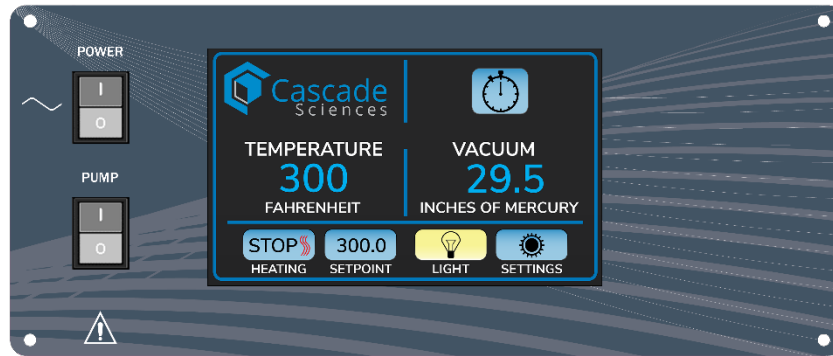 POWER
I
O
PUMP
I
O
Cascade
Sciences
TEMPERATURE
300
FAHRENHEIT
VACUUM
29.5
INCHES OF MERCURY
STOP
HEATING
300.0
SETPOINT
LIGHT
SETTINGS
!